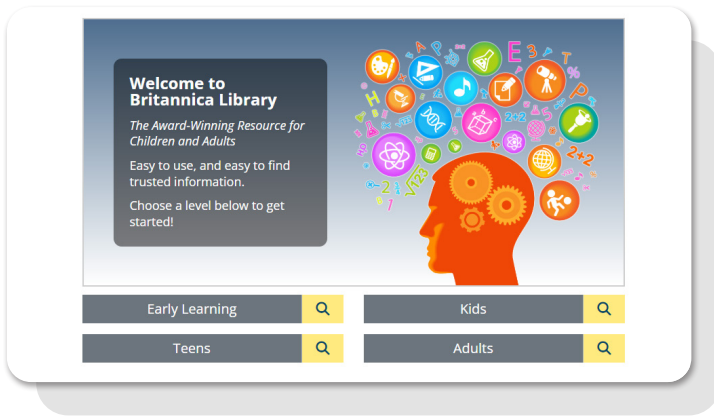 Welcome to
Britannica Library
The Award-Winning Resource for
Children and Adults
Easy to use, and easy to find
trusted information.
Choose a level below to get
started!
Early Learning
Kids
Teens
Adults